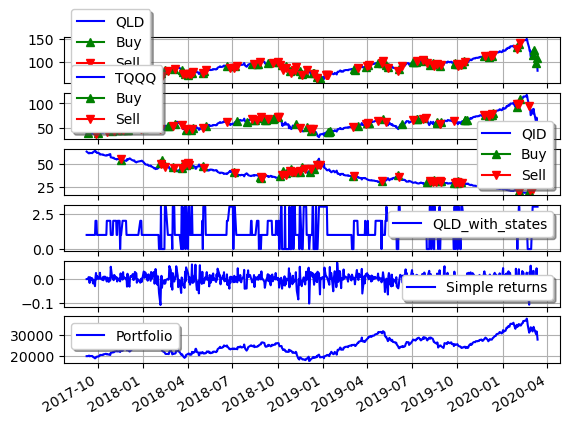 QLD
Buy
Sell
150
100
TQQQ
Buy
Sell
100
50
QID
Buy
Sell
50
25
QLD_with_states
2.5
0.0
Simple returns
0.0
−0.1
Portfolio
30000
20000
2017-10
2018-01
2018-04
2018-07
2018-10
2019-01
2019-04
2019-07
2019-10
2020-01
2020-04